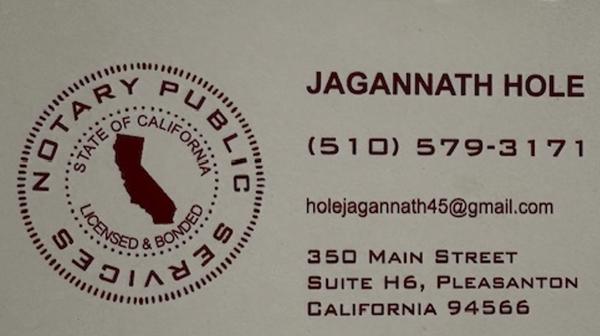 NOTARY PUBLIC
SERVICES
STATE OF CALIFORNIA
LICENSED & BONDED
JAGANNATH HOLE
(510) 579-3171
holejagannath45@gmail.com
350 MAIN STREET
SUITE H6, PLEASANTON
CALIFORNIA 94566